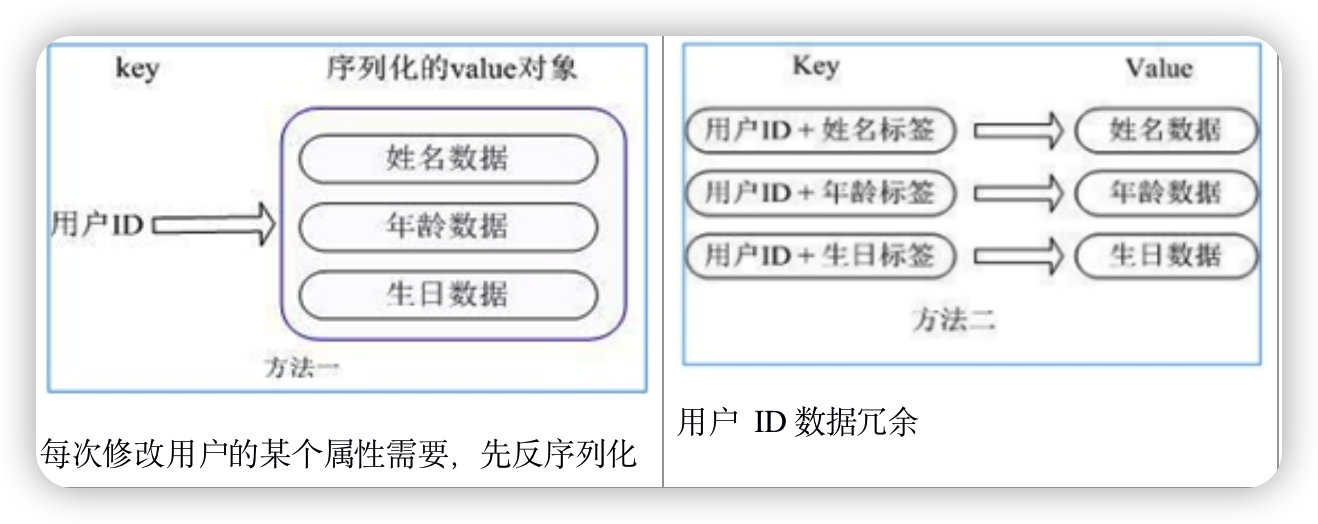 key 序列化的value对象
用户ID
姓名数据
年龄数据
生日数据
方法一
每次修改用户的某个属性需要，先反序列化
Key Value
用户ID + 姓名标签 姓名数据
用户ID + 年龄标签 年龄数据
用户ID + 生日标签 生日数据
方法二
用户 ID 数据冗余